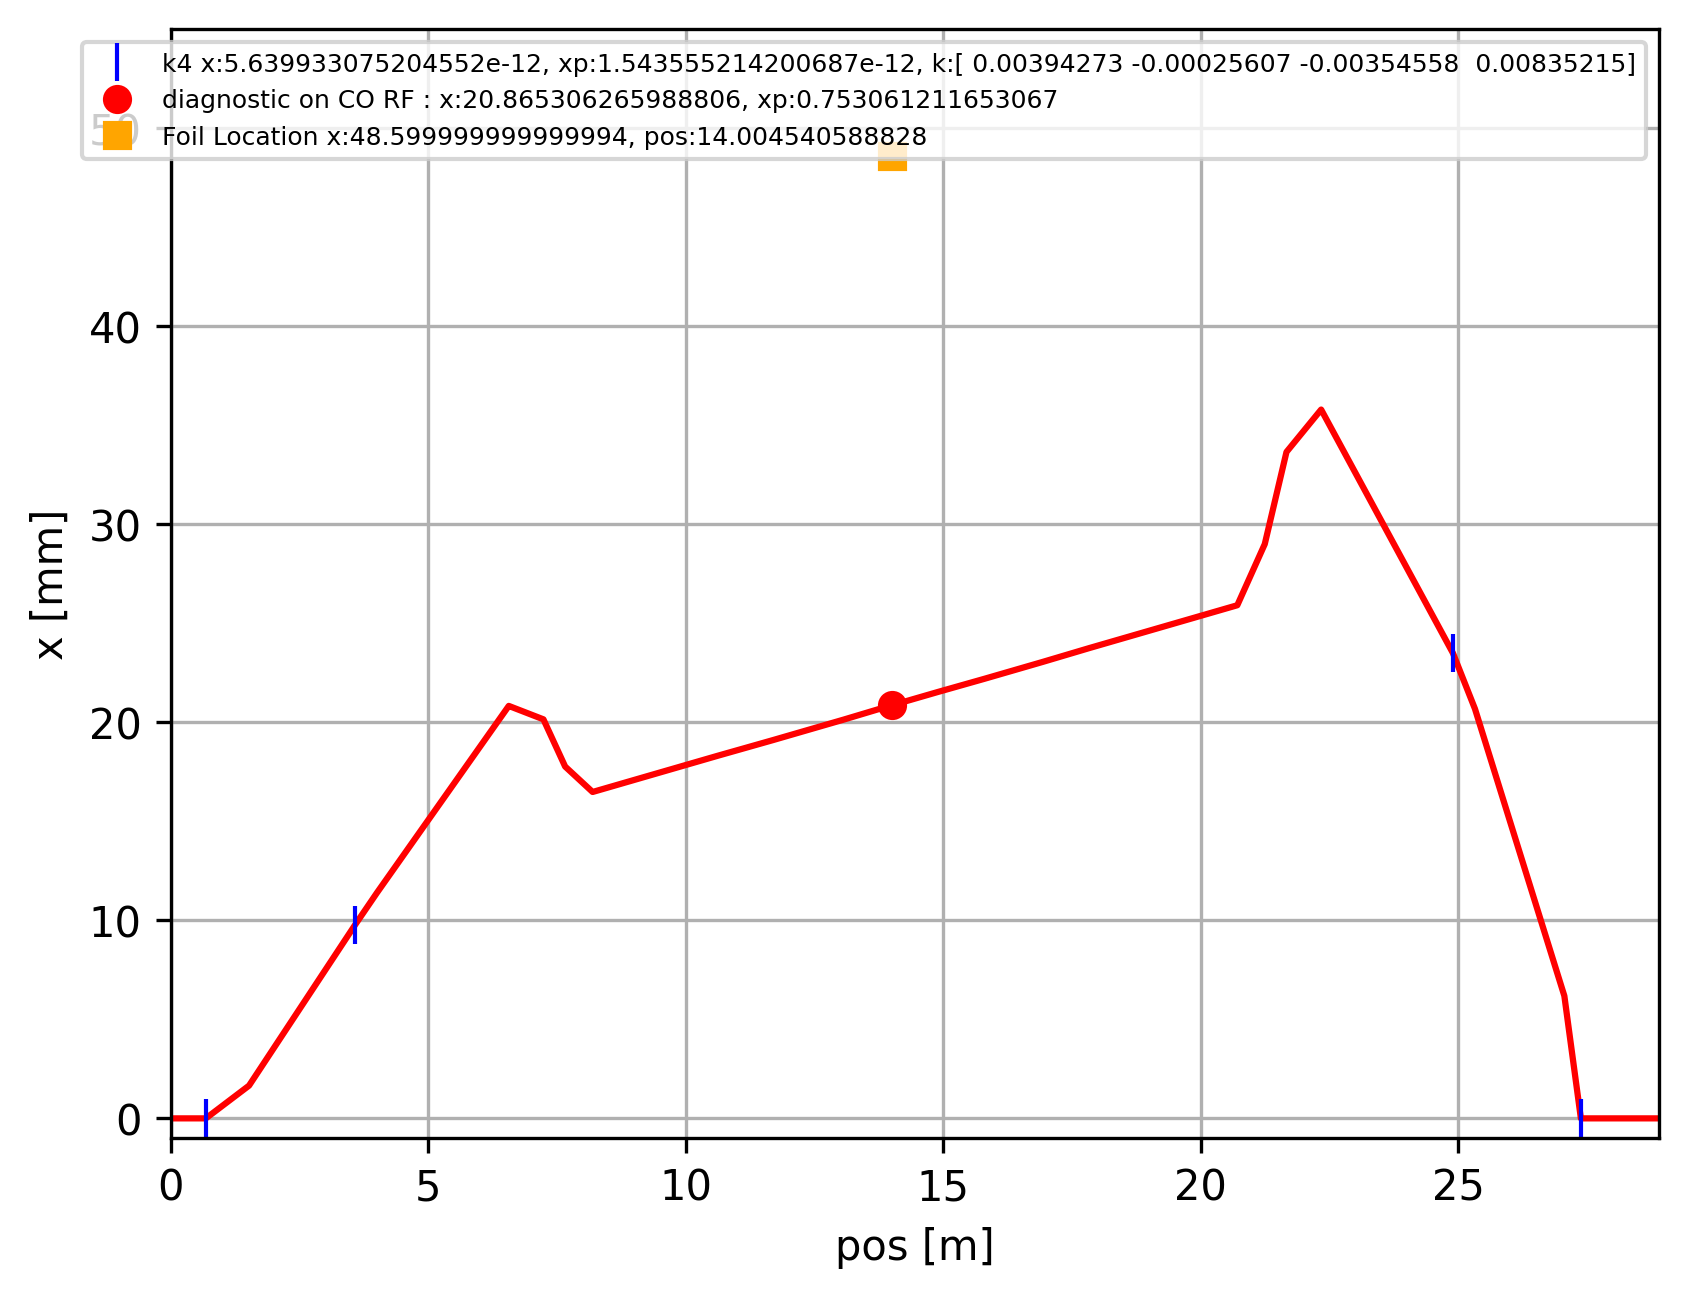 k4 x:5.639933075204552e-12, xp:1.543555214200687e-12, k:[ 0.00394273 -0.00025607 -0.00354558  0.00835215]
diagnostic on CO RF : x:20.865306265988806, xp:0.753061211653067
Foil Location x:48.599999999999994, pos:14.004540588828
50
40
30
20
10
0
x [mm]
0 5 10 15 20 25
pos [m]